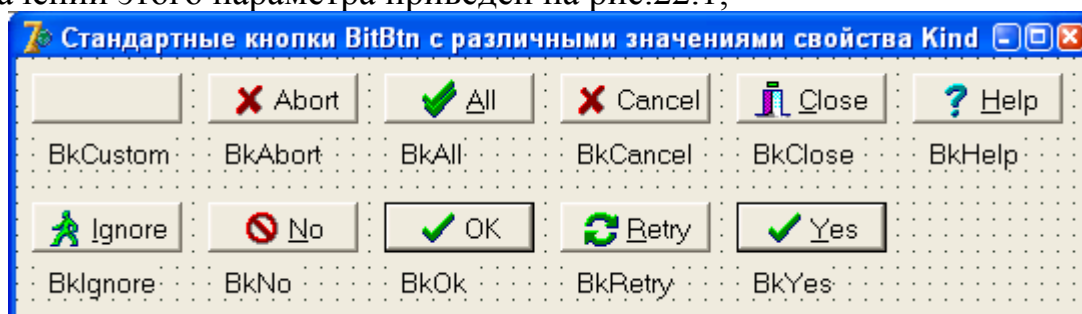 этого параметра приведен на рис.22.1,
Стандартные кнопки BitBtn с различными значениями свойства Kind
Abort All Cancel Close Help
BkCustom BkAbort BkAll BkCancel BkClose BkHelp
Ignore No OK Retry Yes
BkIgnore BkNo BkOk BkRetry BkYes